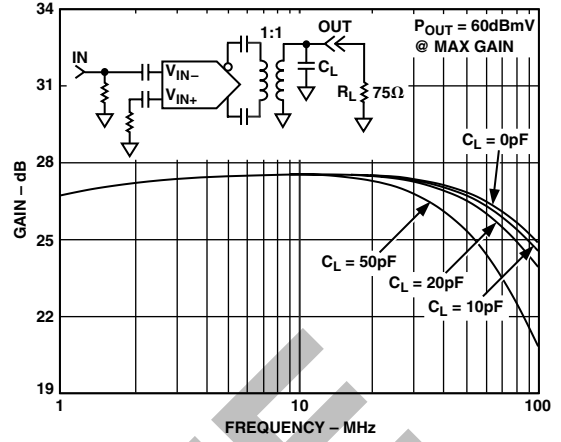 34
31
28
25
22
19
GAIN – dB
1
10
100
FREQUENCY – MHz
IN
VIN–
VIN+
1:1
OUT
CL
RL
75Ω
POUT = 60dBmV
@ MAX GAIN
CL = 0pF
CL = 50pF
CL = 20pF
CL = 10pF